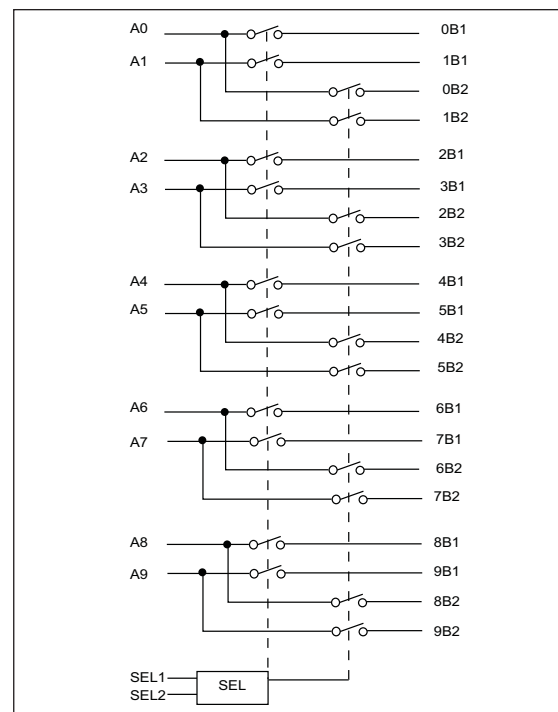 A0 0B1
A1 1B1
0B2
1B2
A2 2B1
A3 3B1
2B2
3B2
A4 4B1
A5 5B1
4B2
5B2
A6 6B1
A7 7B1
6B2
7B2
A8 8B1
A9 9B1
8B2
9B2
SEL1 SEL
SEL2